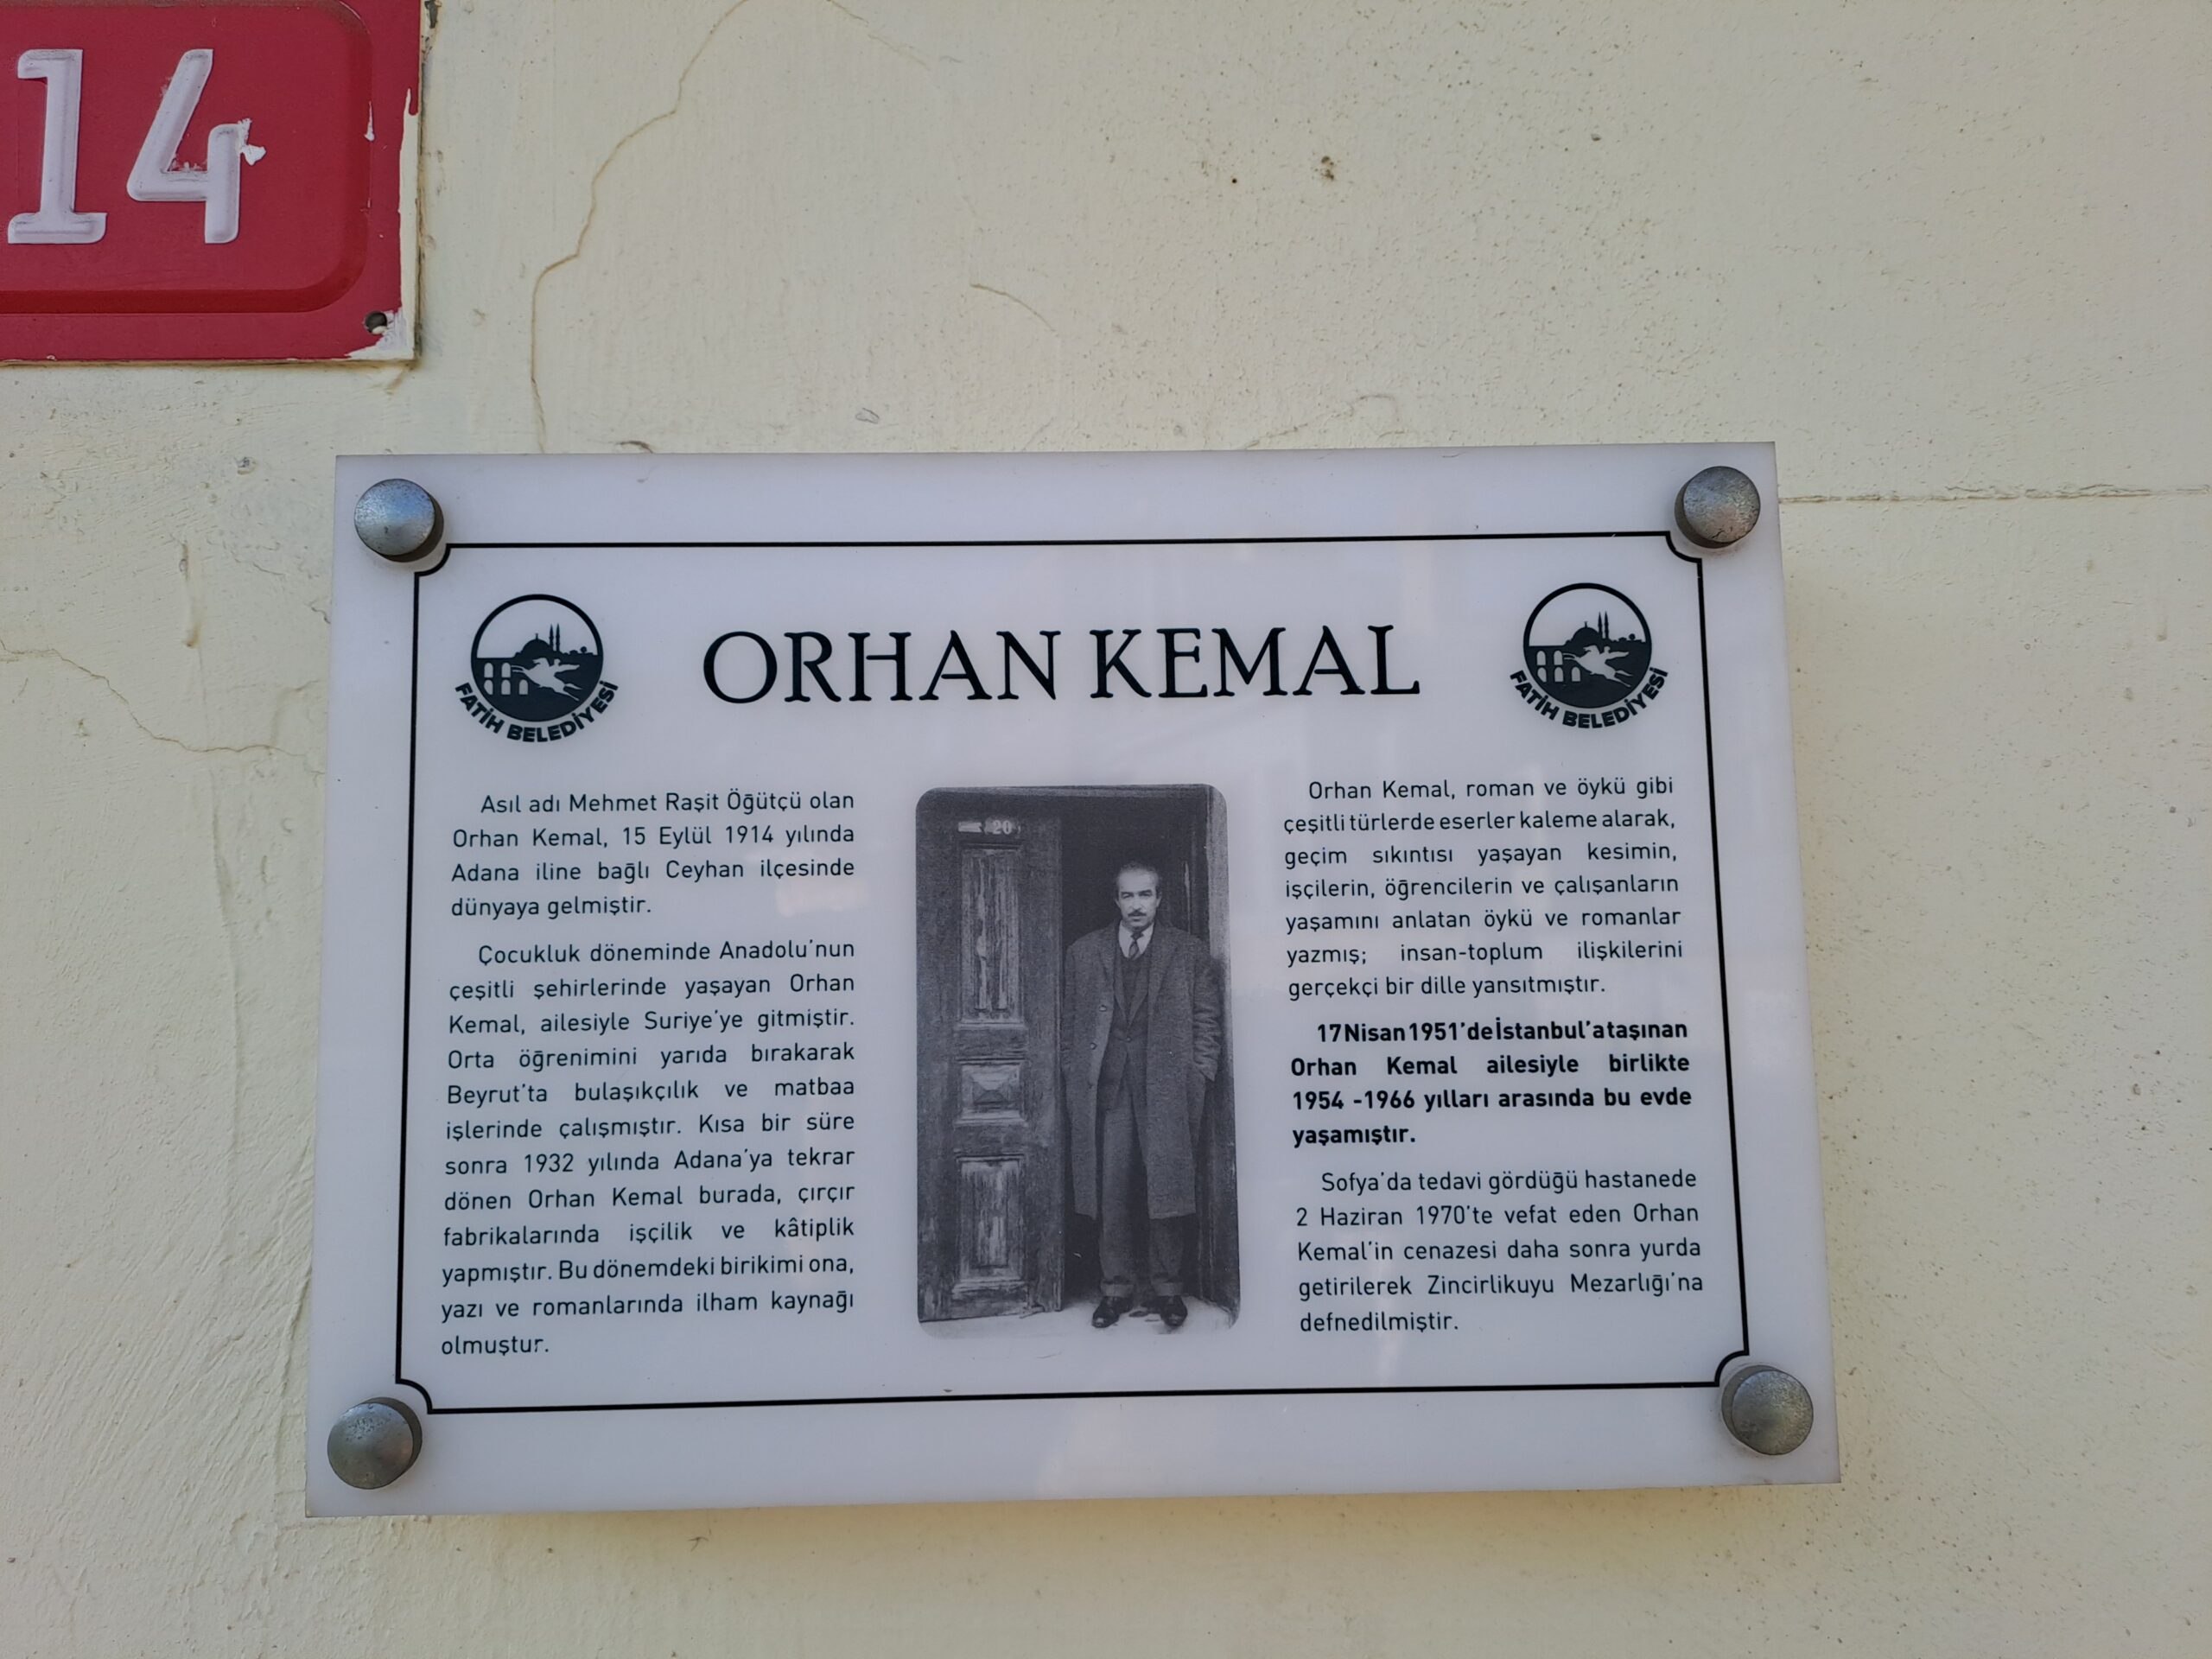 14
ORHAN KEMAL
FATİH BELEDİYESİ
FATİH BELEDİYESİ
Asıl adı Mehmet Raşit Öğütçü olan
Orhan Kemal, 15 Eylül 1914 yılında
Adana iline bağlı Ceyhan ilçesinde
dünyaya gelmiştir.
Çocukluk döneminde Anadolu'nun
çeşitli şehirlerinde yaşayan Orhan
Kemal, ailesiyle Suriye'ye gitmiştir.
Orta öğrenimini yarıda bırakarak
Beyrut'ta bulaşıkçılık ve matbaa
işlerinde çalışmıştır. Kısa bir süre
sonra 1932 yılında Adana'ya tekrar
dönen Orhan Kemal burada, çırçır
fabrikalarında işçilik ve kâtiplik
yapmıştır. Bu dönemdeki birikimi ona,
yazı ve romanlarında ilham kaynağı
olmuştur.
20
Orhan Kemal, roman ve öykü gibi
çeşitli türlerde eserler kaleme alarak,
geçim sıkıntısı yaşayan kesimin,
işçilerin, öğrencilerin ve çalışanların
yaşamını anlatan öykü ve romanlar
yazmış; insan-toplum ilişkilerini
gerçekçi bir dille yansıtmıştır.
17 Nisan 1951'de İstanbul'a taşınan
Orhan Kemal ailesiyle birlikte
1954 -1966 yılları arasında bu evde
yaşamıştır.
Sofya'da tedavi gördüğü hastanede
2 Haziran 1970'te vefat eden Orhan
Kemal'in cenazesi daha sonra yurda
getirilerek Zincirlikuyu Mezarlığı'na
defnedilmiştir.